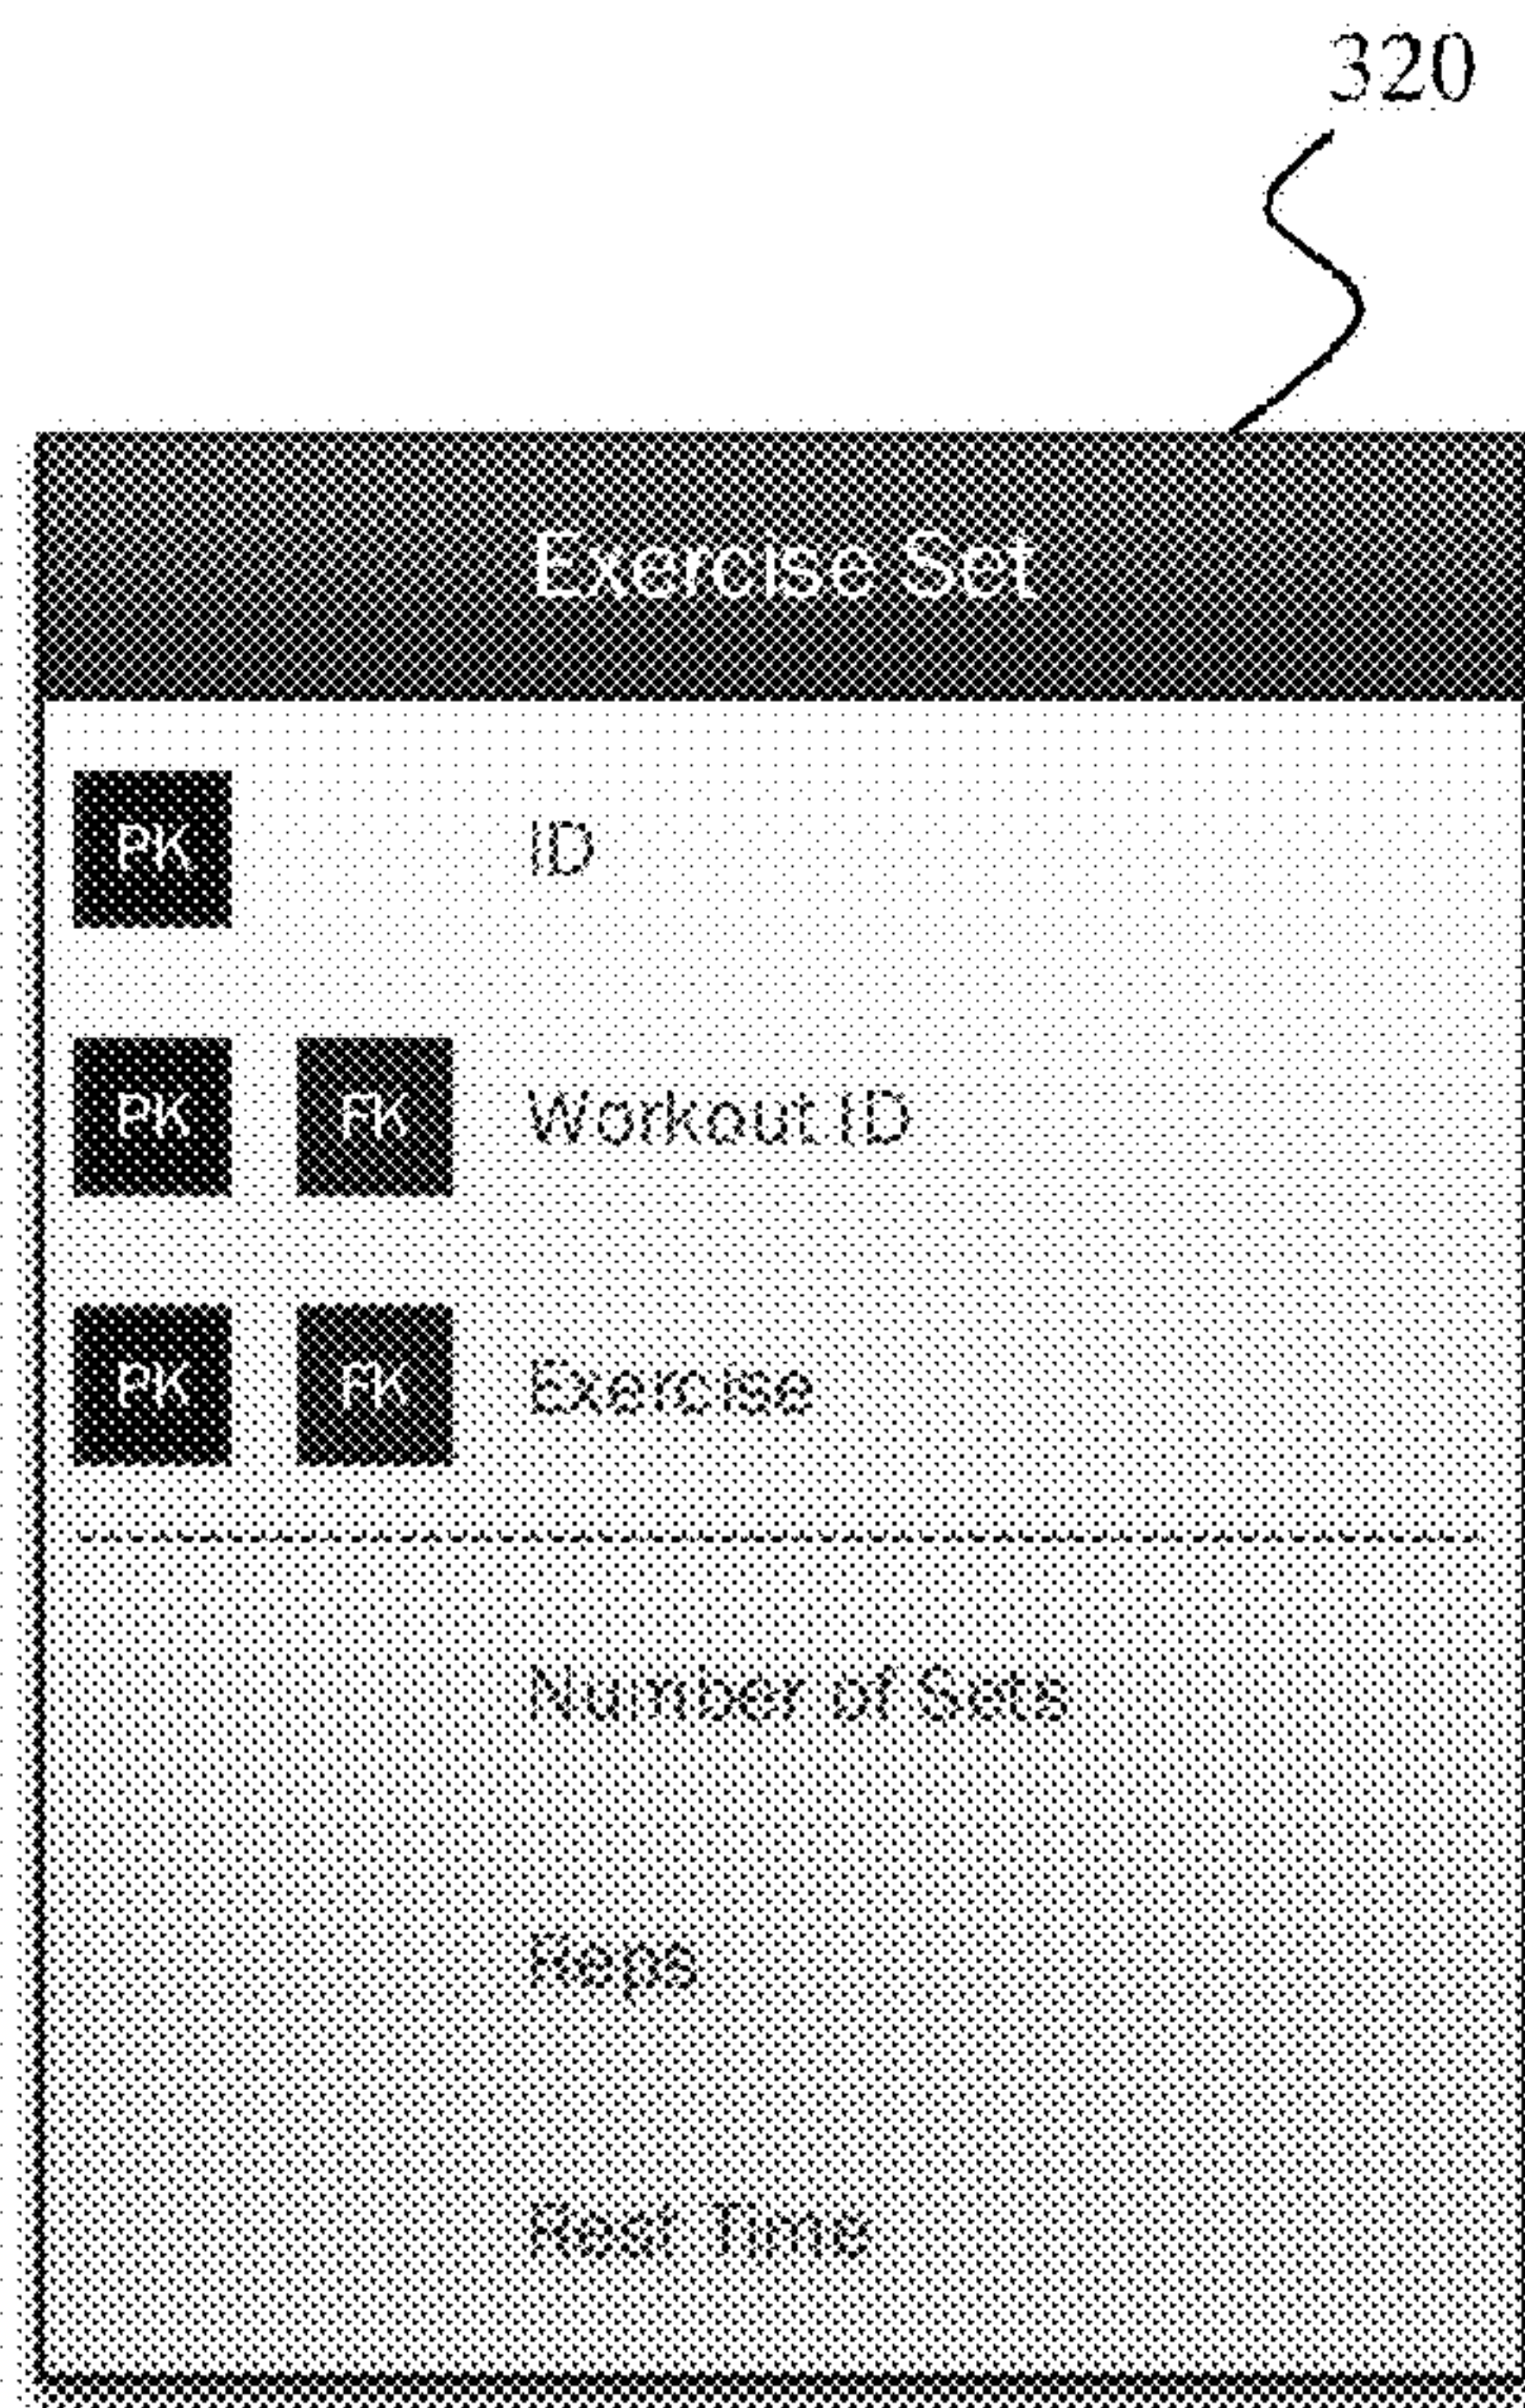 320
Exercise Set
PK ID
PK FK Workout ID
PK FK Exercise
Number of Sets
Reps
Rest Time